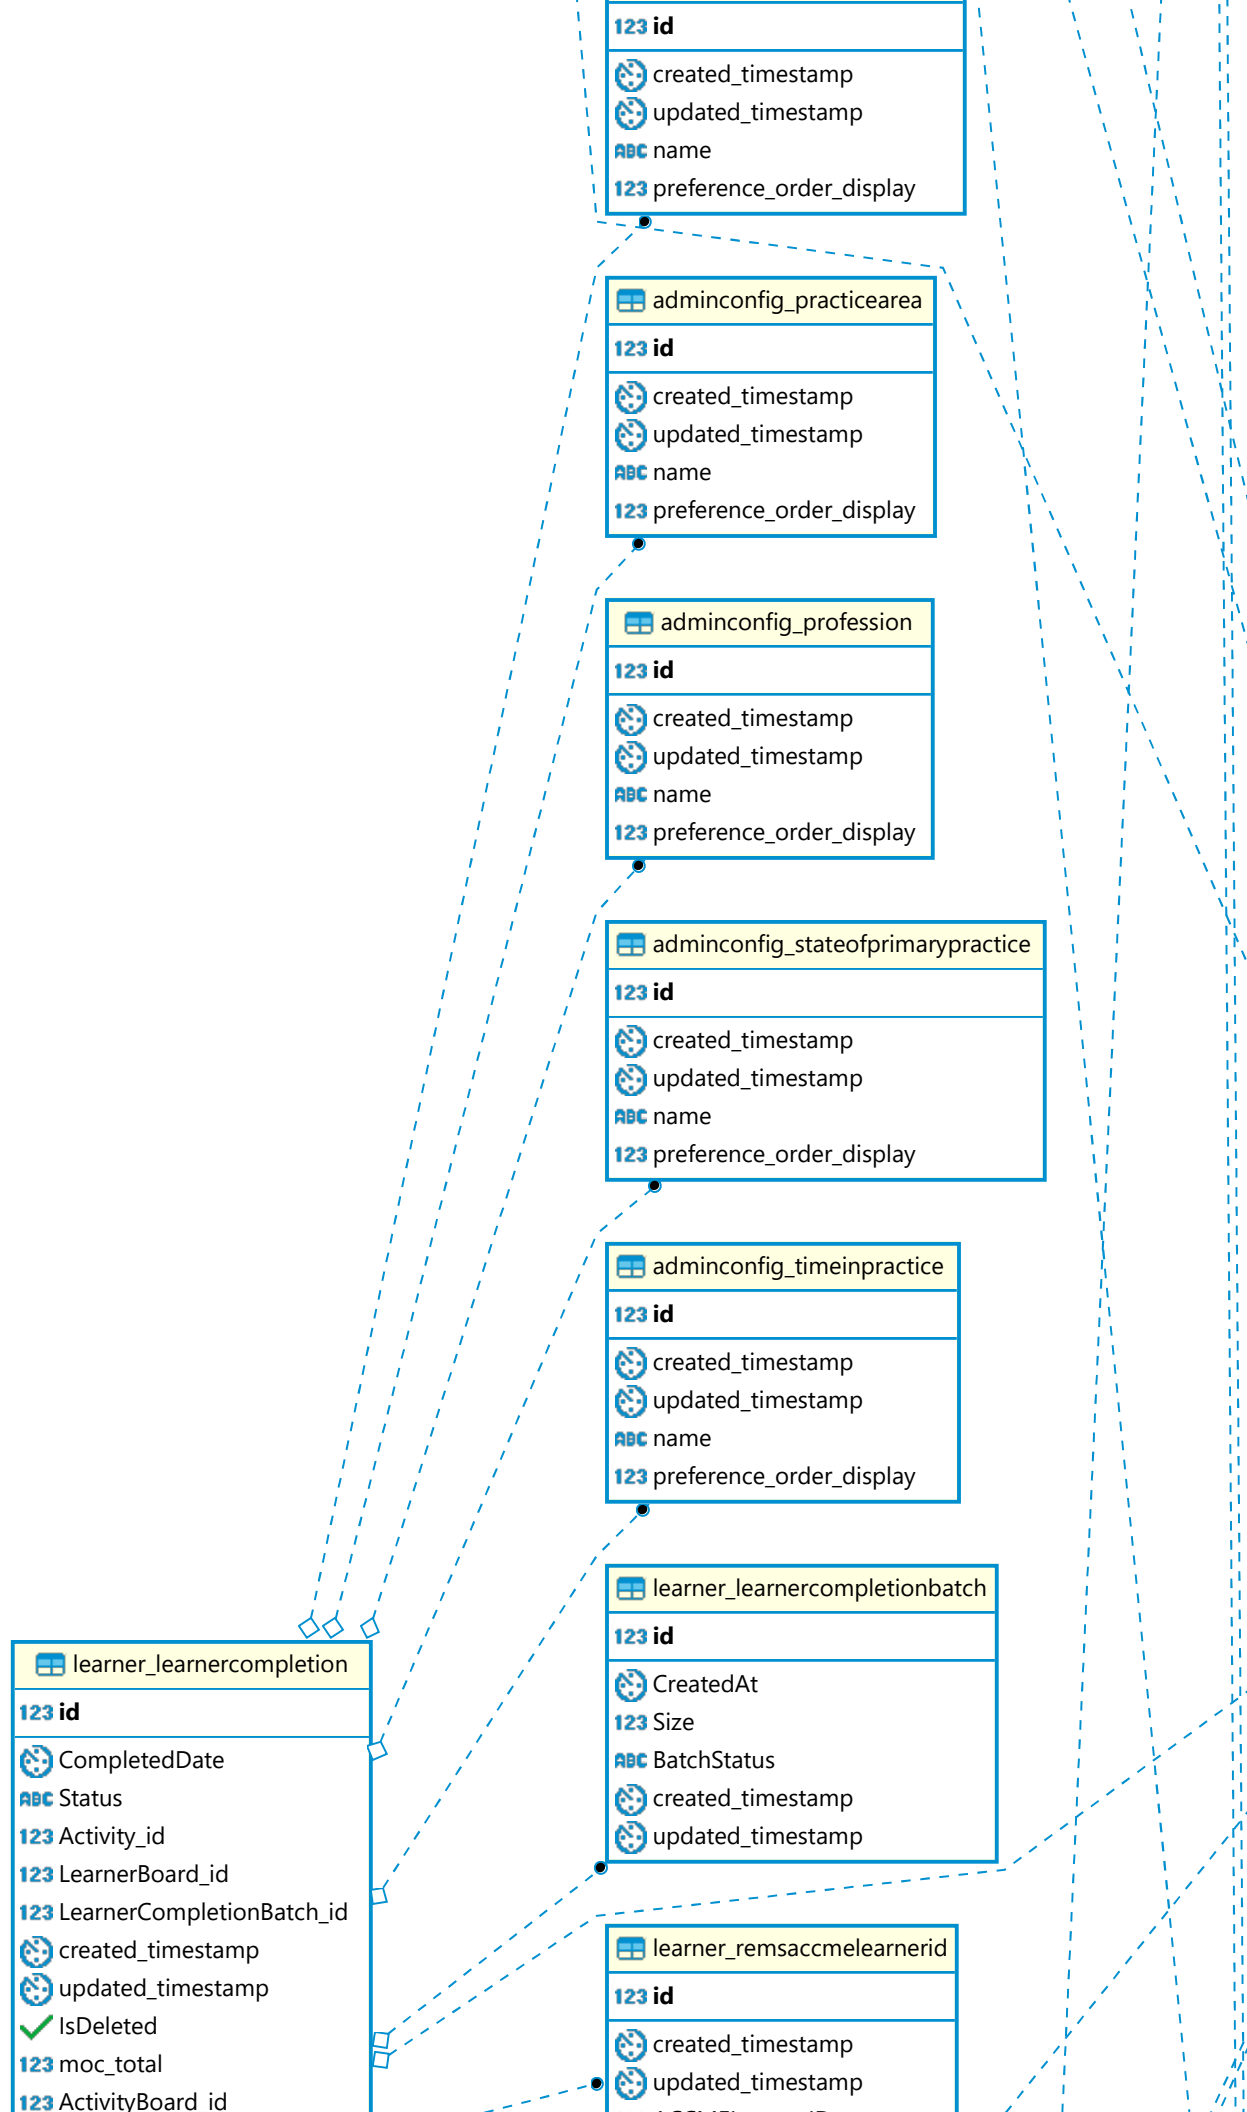 123 id
created_timestamp
updated_timestamp
ABC name
123 preference_order_display
adminconfig_practicearea
123 id
created_timestamp
updated_timestamp
ABC name
123 preference_order_display
adminconfig_profession
123 id
created_timestamp
updated_timestamp
ABC name
123 preference_order_display
adminconfig_stateofprimarypractice
123 id
created_timestamp
updated_timestamp
ABC name
123 preference_order_display
adminconfig_timeinpractice
123 id
created_timestamp
updated_timestamp
ABC name
123 preference_order_display
learner_learnercompletionbatch
123 id
CreatedAt
123 Size
ABC BatchStatus
created_timestamp
updated_timestamp
learner_learnercompletion
123 id
CompletedDate
ABC Status
123 Activity_id
123 LearnerBoard_id
123 LearnerCompletionBatch_id
created_timestamp
updated_timestamp
IsDeleted
123 moc_total
123 ActivityBoard_id
learner_remsaccmelearnerid
123 id
created_timestamp
updated_timestamp